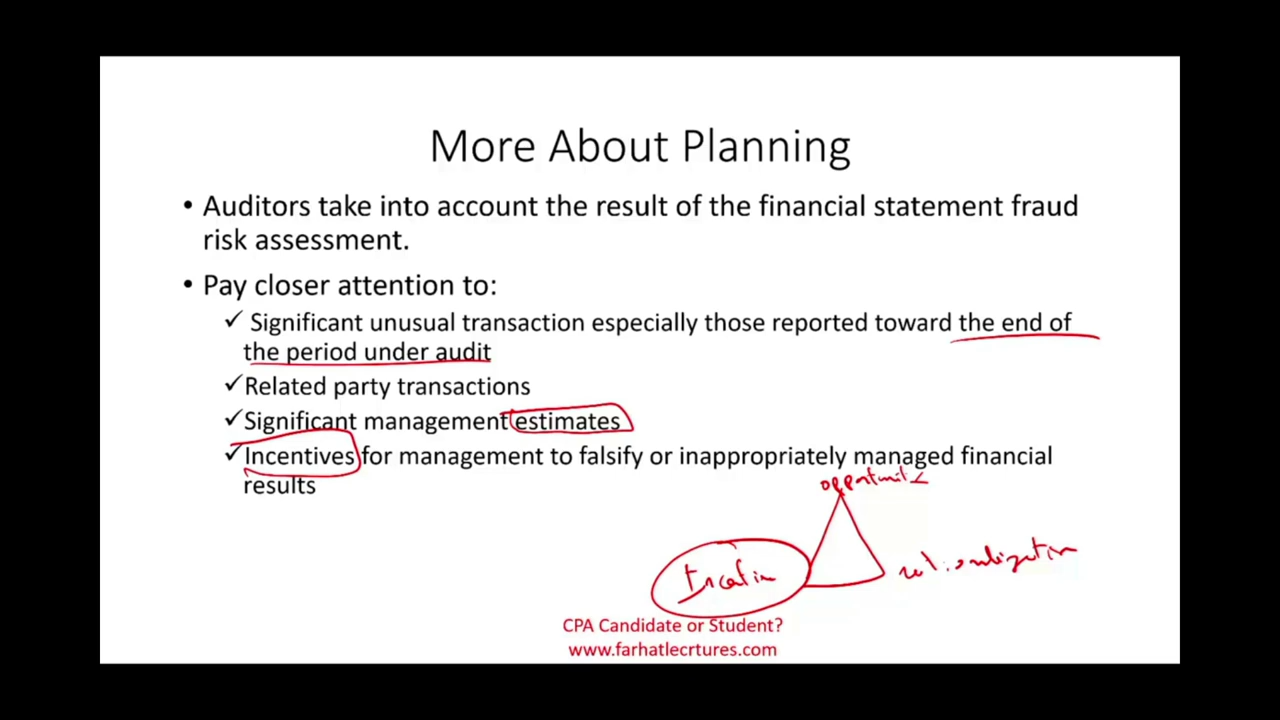 More About Planning
• Auditors take into account the result of the financial statement fraud
risk assessment.
• Pay closer attention to:
✓ Significant unusual transaction especially those reported toward the end of
the period under audit
✓Related party transactions
✓Significant management estimates
✓Incentives for management to falsify or inappropriately managed financial
results
CPA Candidate or Student?
www.farhatlecrtures.com